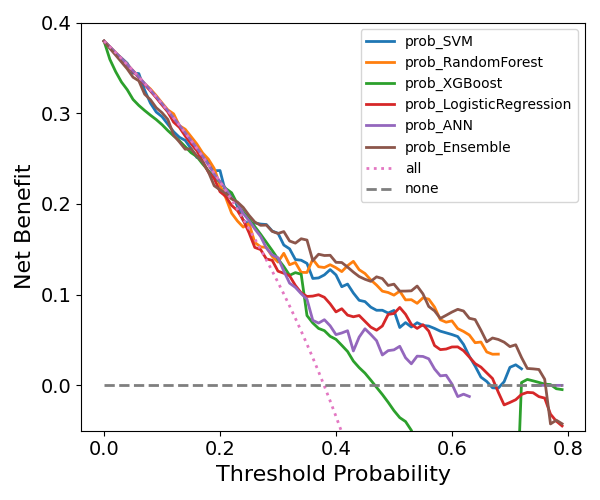 0.4
0.3
0.2
0.1
0.0
Net Benefit
prob_SVM
prob_RandomForest
prob_XGBoost
prob_LogisticRegression
prob_ANN
prob_Ensemble
all
none
0.0 0.2 0.4 0.6 0.8
Threshold Probability